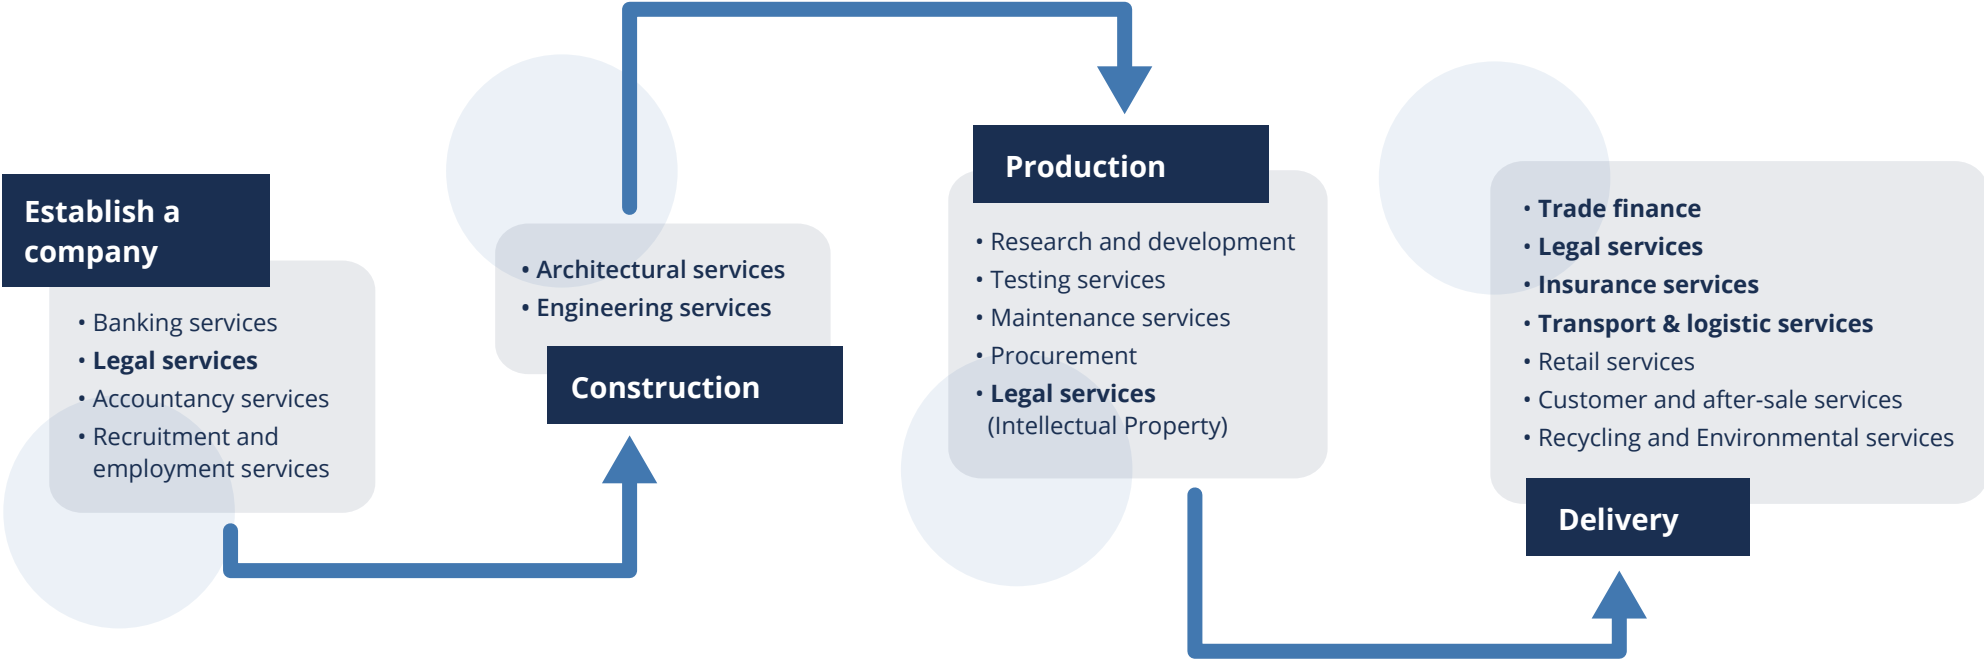 Establish a
company
• Banking services
• Legal services
• Accountancy services
• Recruitment and
employment services
• Architectural services
• Engineering services
Construction
Production
• Research and development
• Testing services
• Maintenance services
• Procurement
• Legal services
(Intellectual Property)
• Trade finance
• Legal services
• Insurance services
• Transport & logistic services
• Retail services
• Customer and after-sale services
• Recycling and Environmental services
Delivery